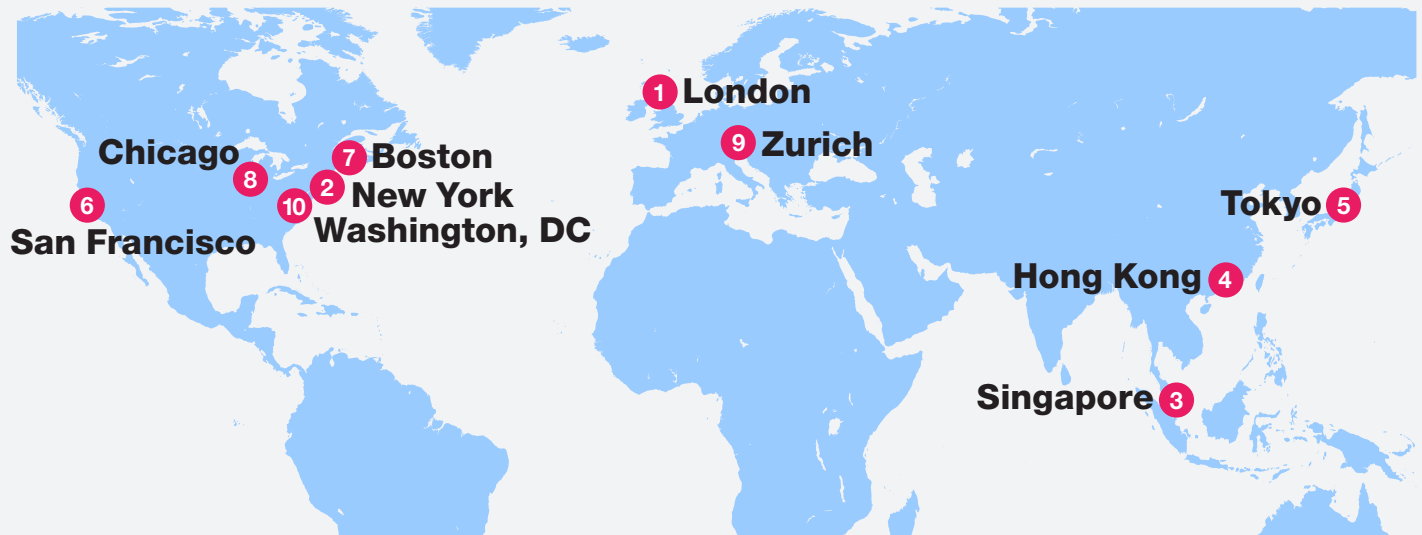 1 London
9 Zurich
Chicago
8
7 Boston
2 New York
10 Washington, DC
6
San Francisco
Tokyo 5
Hong Kong 4
Singapore 3